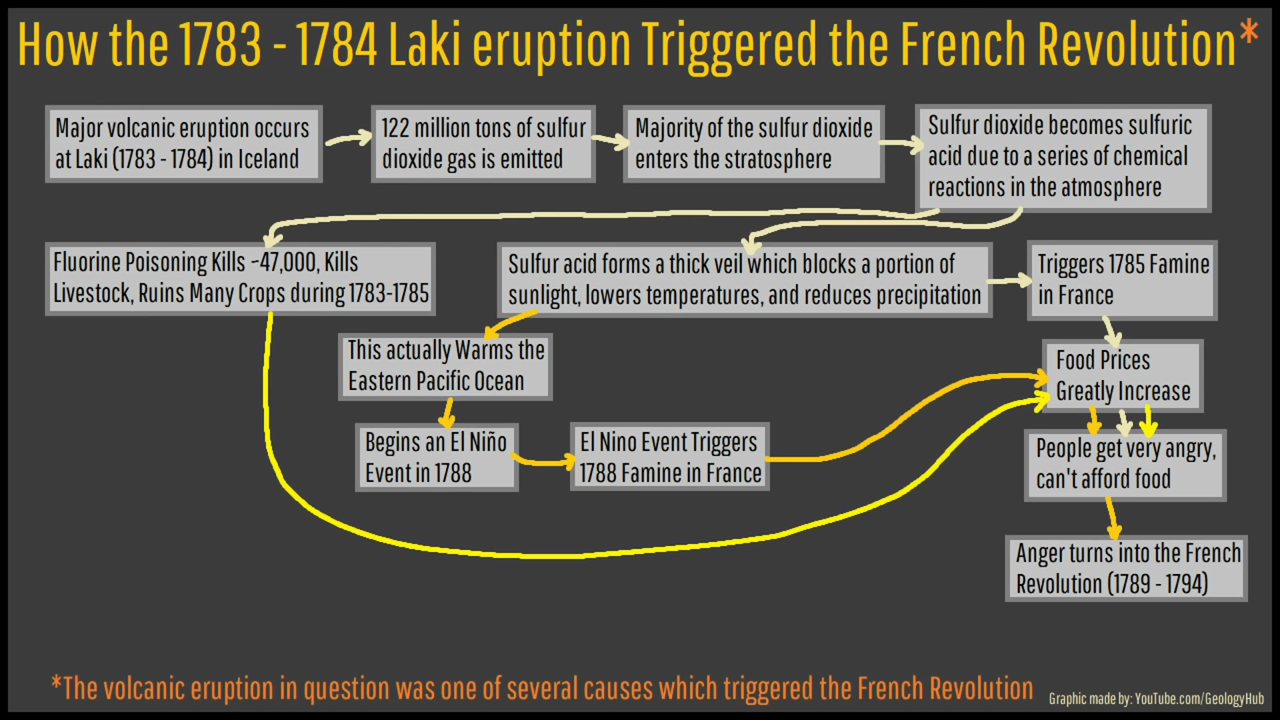 How the 1783 - 1784 Laki eruption Triggered the French Revolution*
Major volcanic eruption occurs
at Laki (1783 - 1784) in Iceland
122 million tons of sulfur
dioxide gas is emitted
Majority of the sulfur dioxide
enters the stratosphere
Sulfur dioxide becomes sulfuric
acid due to a series of chemical
reactions in the atmosphere
Fluorine Poisoning Kills ~47,000, Kills
Livestock, Ruins Many Crops during 1783-1785
Sulfur acid forms a thick veil which blocks a portion of
sunlight, lowers temperatures, and reduces precipitation
Triggers 1785 Famine
in France
This actually Warms the
Eastern Pacific Ocean
Food Prices
Greatly Increase
Begins an El Niño
Event in 1788
El Nino Event Triggers
1788 Famine in France
People get very angry,
can't afford food
Anger turns into the French
Revolution (1789 - 1794)
*The volcanic eruption in question was one of several causes which triggered the French Revolution
Graphic made by: YouTube.com/GeologyHub